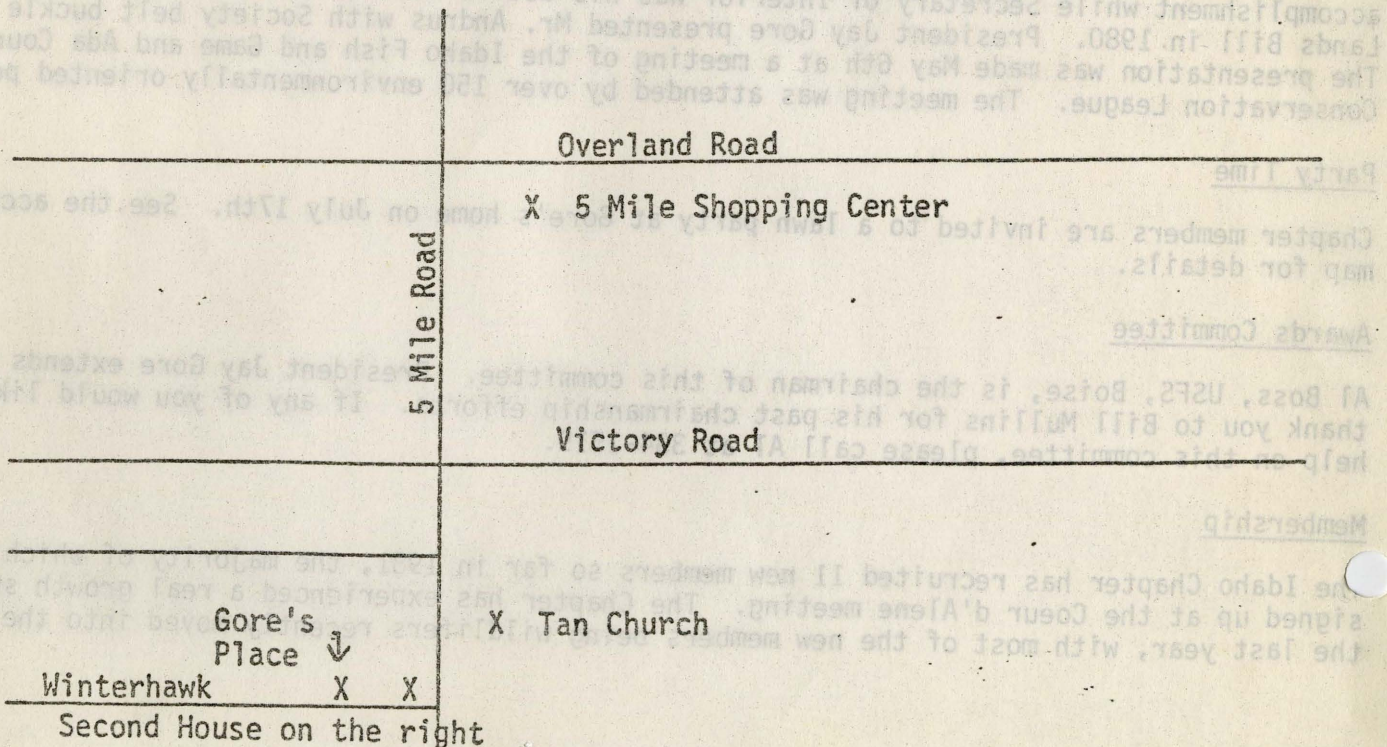 Overland Road
X 5 Mile Shopping Center
5 Mile Road
Victory Road
Gore's
Place
X Tan Church
Winterhawk X X
Second House on the right